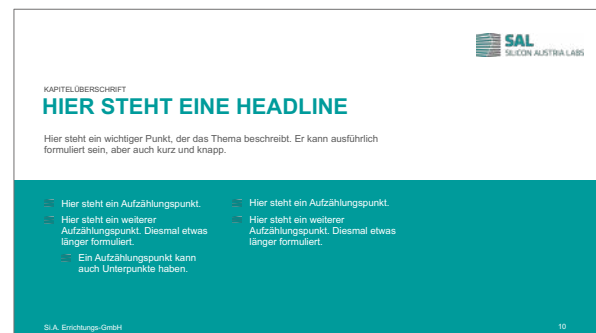 SAL
SILICON AUSTRIA LABS
KAPITELÜBERSCHRIFT
HIER STEHT EINE HEADLINE
Hier steht ein wichtiger Punkt, der das Thema beschreibt. Er kann ausführlich
formuliert sein, aber auch kurz und knapp.
Hier steht ein Aufzählungspunkt.
Hier steht ein weiterer
Aufzählungspunkt. Diesmal etwas
länger formuliert.
Ein Aufzählungspunkt kann
auch Unterpunkte haben.
Hier steht ein Aufzählungspunkt.
Hier steht ein weiterer
Aufzählungspunkt. Diesmal etwas
länger formuliert.
Si.A. Errichtungs-GmbH
10